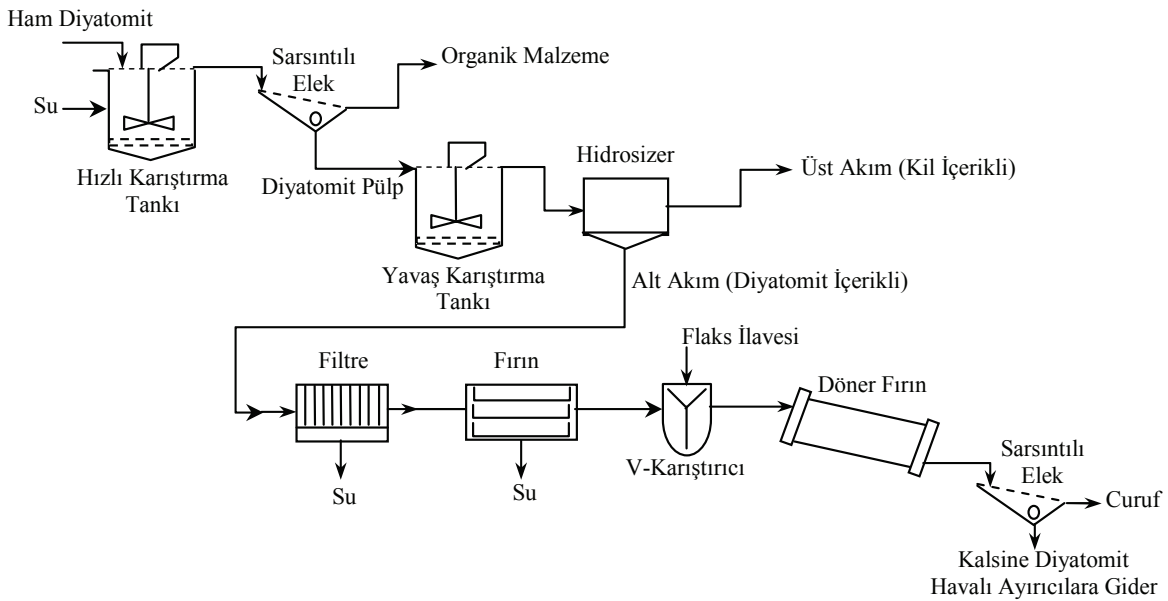 Ham Diyatomit
Su
Hızlı Karıştırma
Tankı
Sarsıntılı
Elek
Organik Malzeme
Diyatomit Pülp
Yavaş Karıştırma
Tankı
Hidrosizer
Üst Akım (Kil İçerikli)
Alt Akım (Diyatomit İçerikli)
Filtre
Su
Fırın
Su
Flaks İlavesi
V-Karıştırıcı
Döner Fırın
Sarsıntılı
Elek
Curuf
Kalsine Diyatomit
Havalı Ayırıcılara Gider